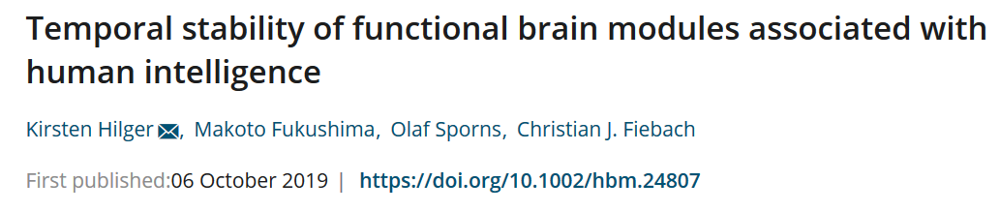 Temporal stability of functional brain modules associated with
human intelligence
Kirsten Hilger, Makoto Fukushima, Olaf Sporns, Christian J. Fiebach
First published:06 October 2019 | https://doi.org/10.1002/hbm.24807